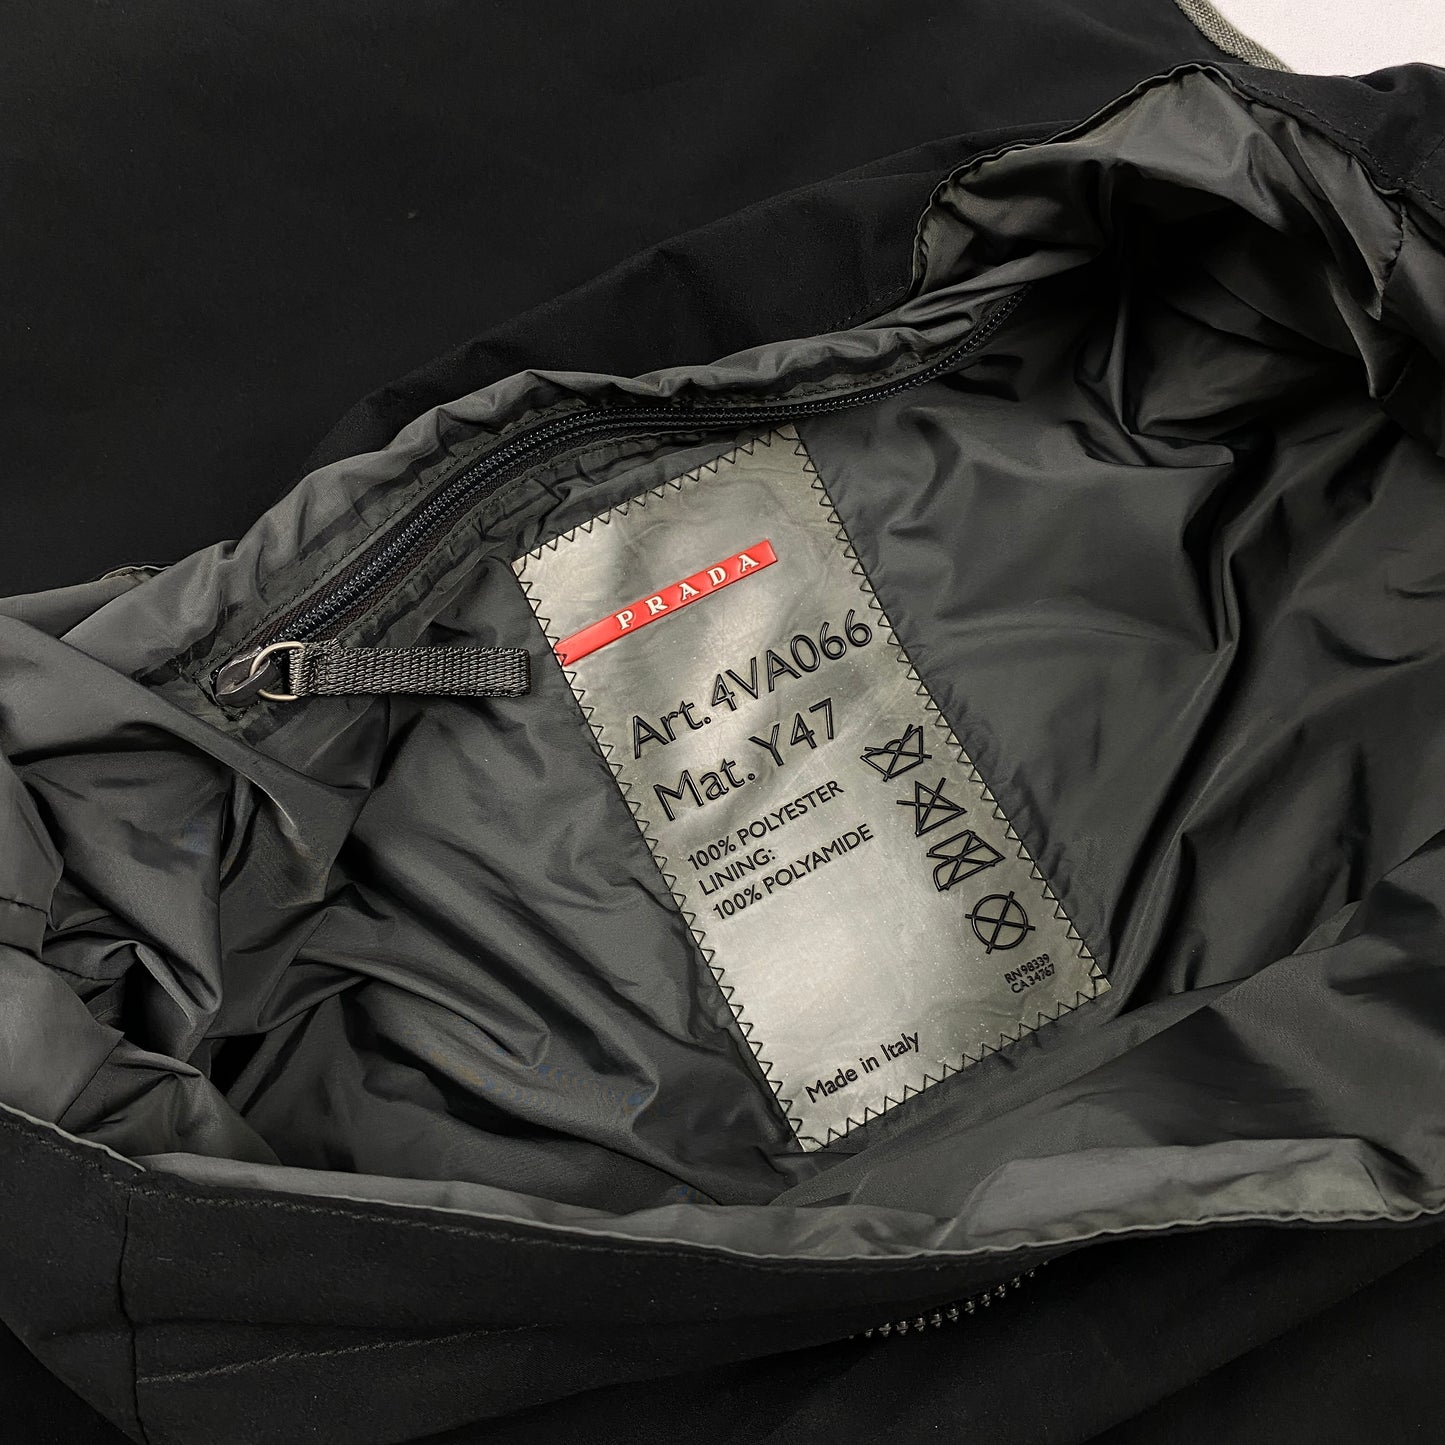 PRADA
Art. 4VA066
Mat. Y47
100% POLYESTER
LINING:
100% POLYAMIDE
RN 98339
CA 34767
Made in Italy